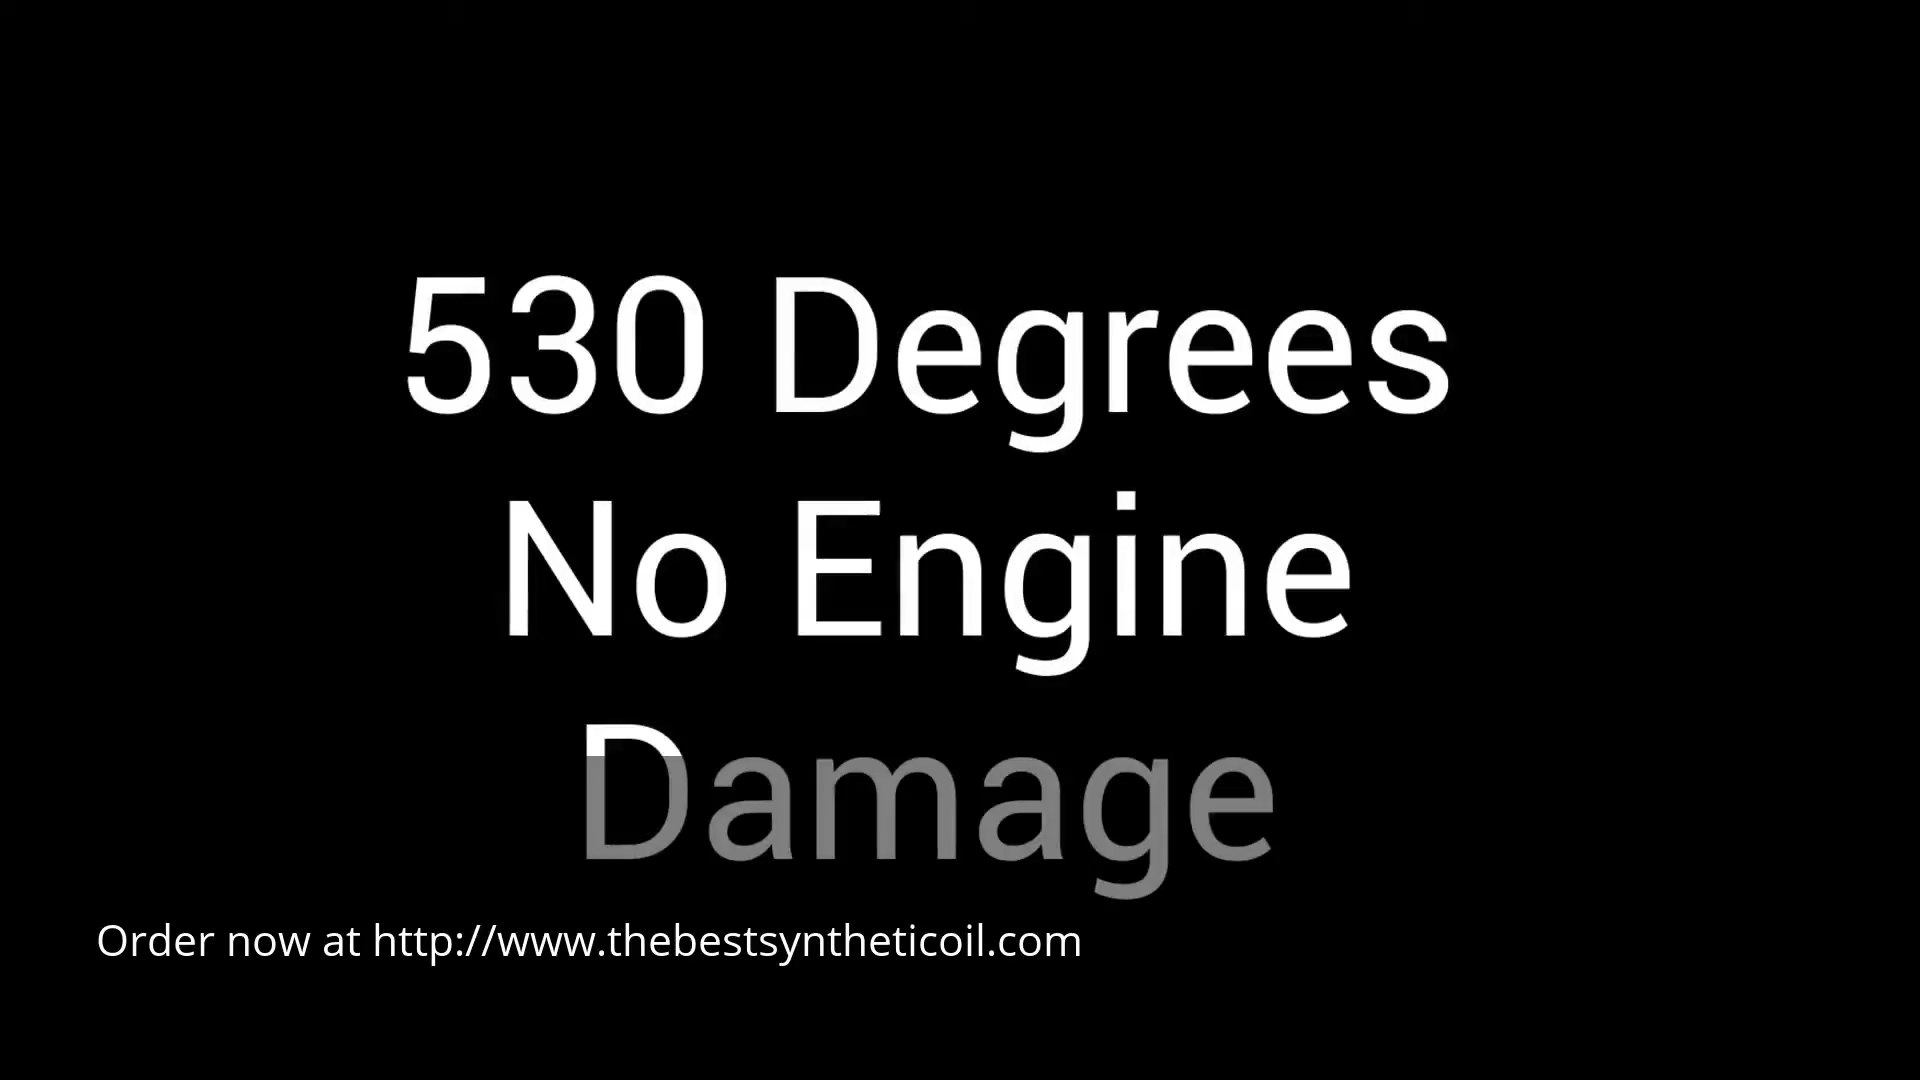 530 Degrees
No Engine
Damage
Order now at http://www.thebestsyntheticoil.com